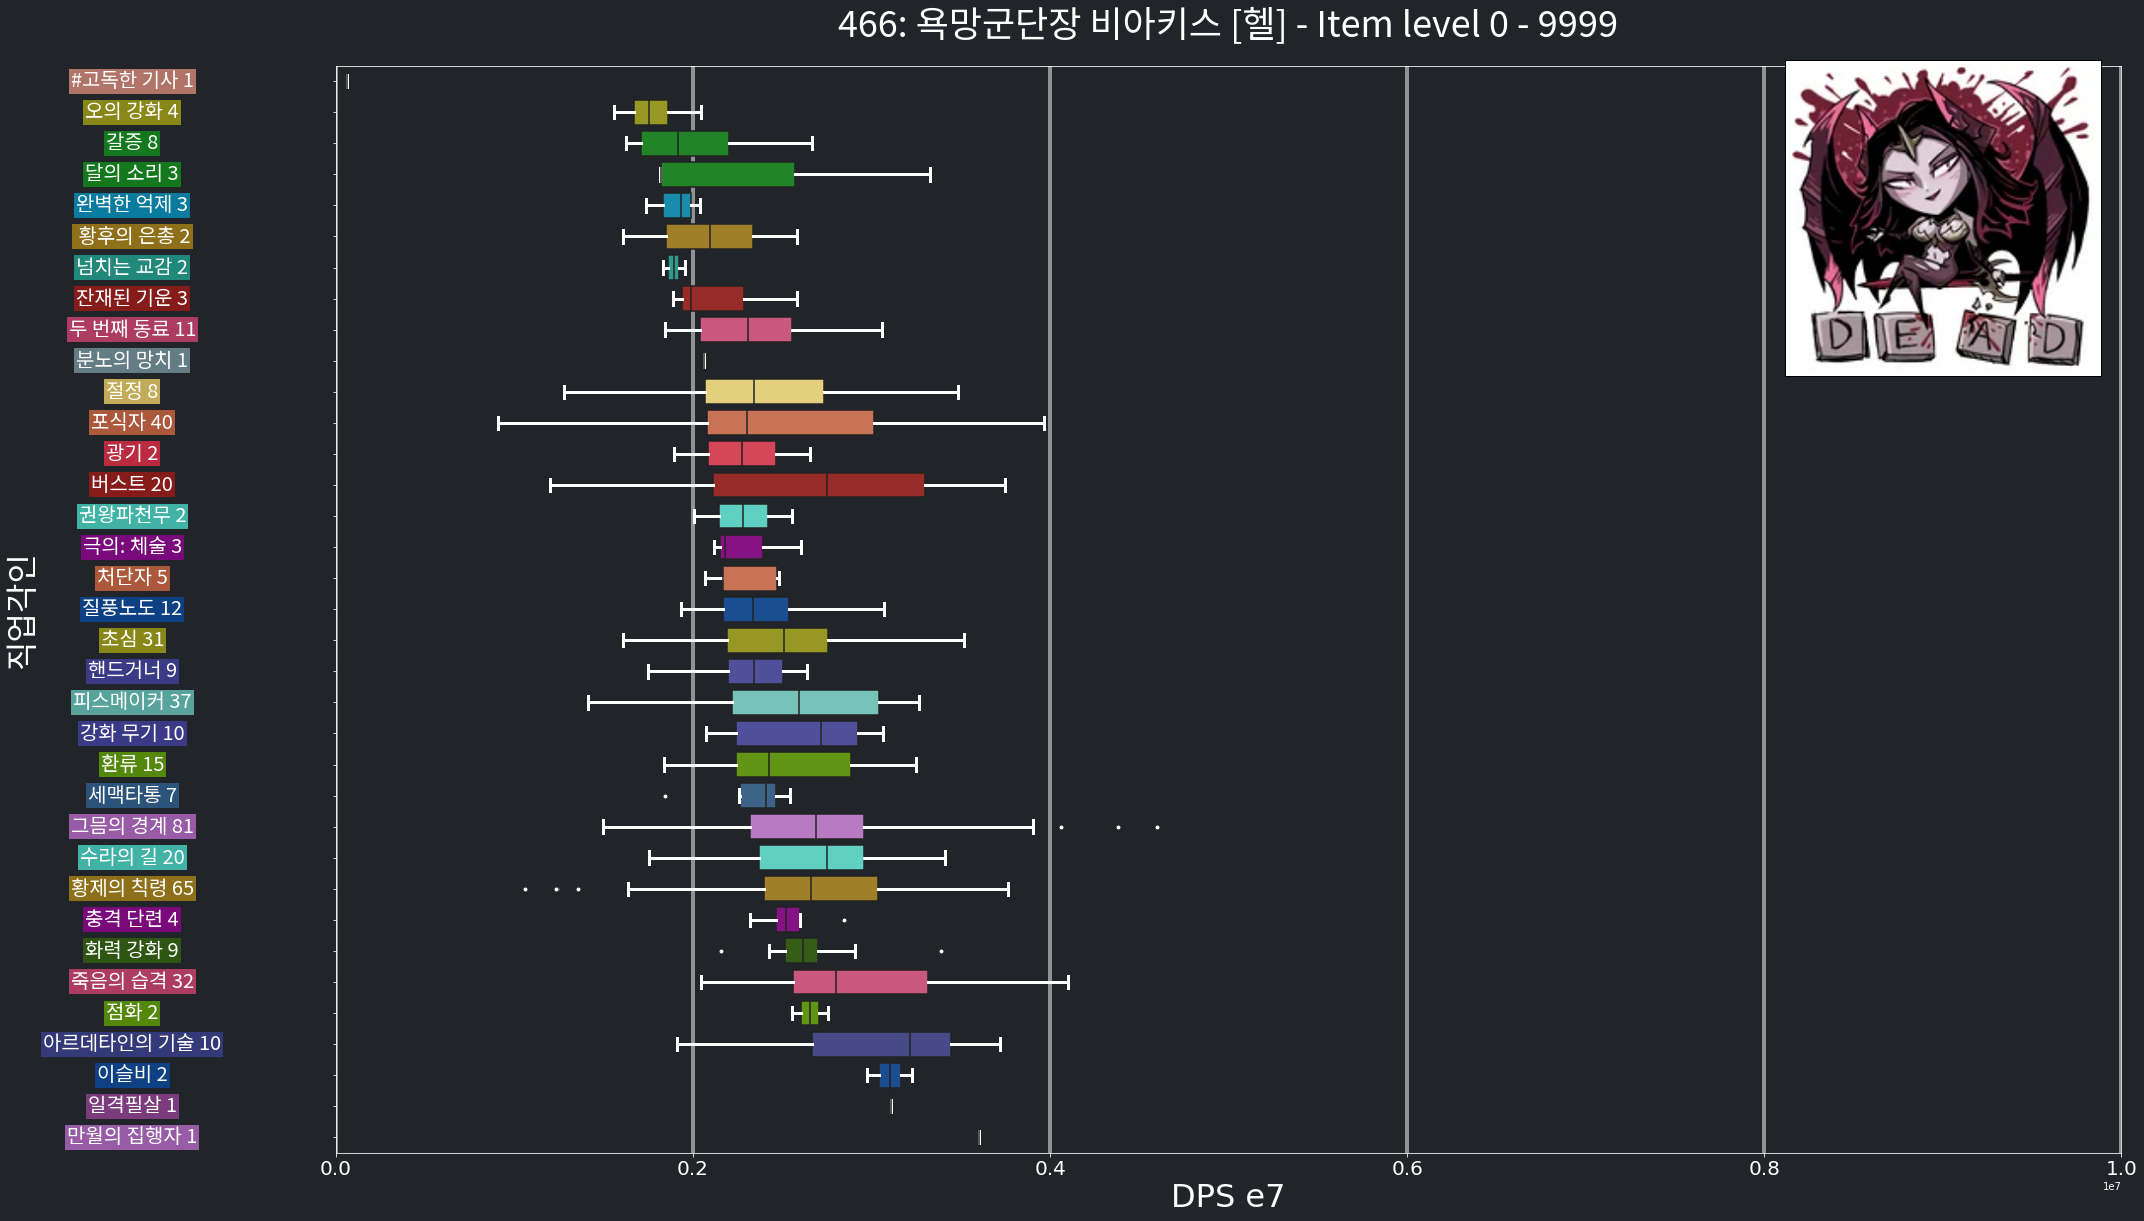 466: 욕망군단장 비아키스 [헬] - Item level 0 - 9999
#고독한 기사 1
오의 강화 4
갈증 8
달의 소리 3
완벽한 억제 3
황후의 은총 2
넘치는 교감 2
잔재된 기운 3
두 번째 동료 11
분노의 망치 1
절정 8
포식자 40
광기 2
버스트 20
권왕파천무 2
극의: 체술 3
처단자 5
질풍노도 12
초심 31
핸드거너 9
피스메이커 37
강화 무기 10
환류 15
세맥타통 7
그믐의 경계 81
수라의 길 20
황제의 칙령 65
충격 단련 4
화력 강화 9
죽음의 습격 32
점화 2
아르데타인의 기술 10
이슬비 2
일격필살 1
만월의 집행자 1
직업각인
DEAD
0.0 0.2 0.4 0.6 0.8 1.0
1e7
DPS e7